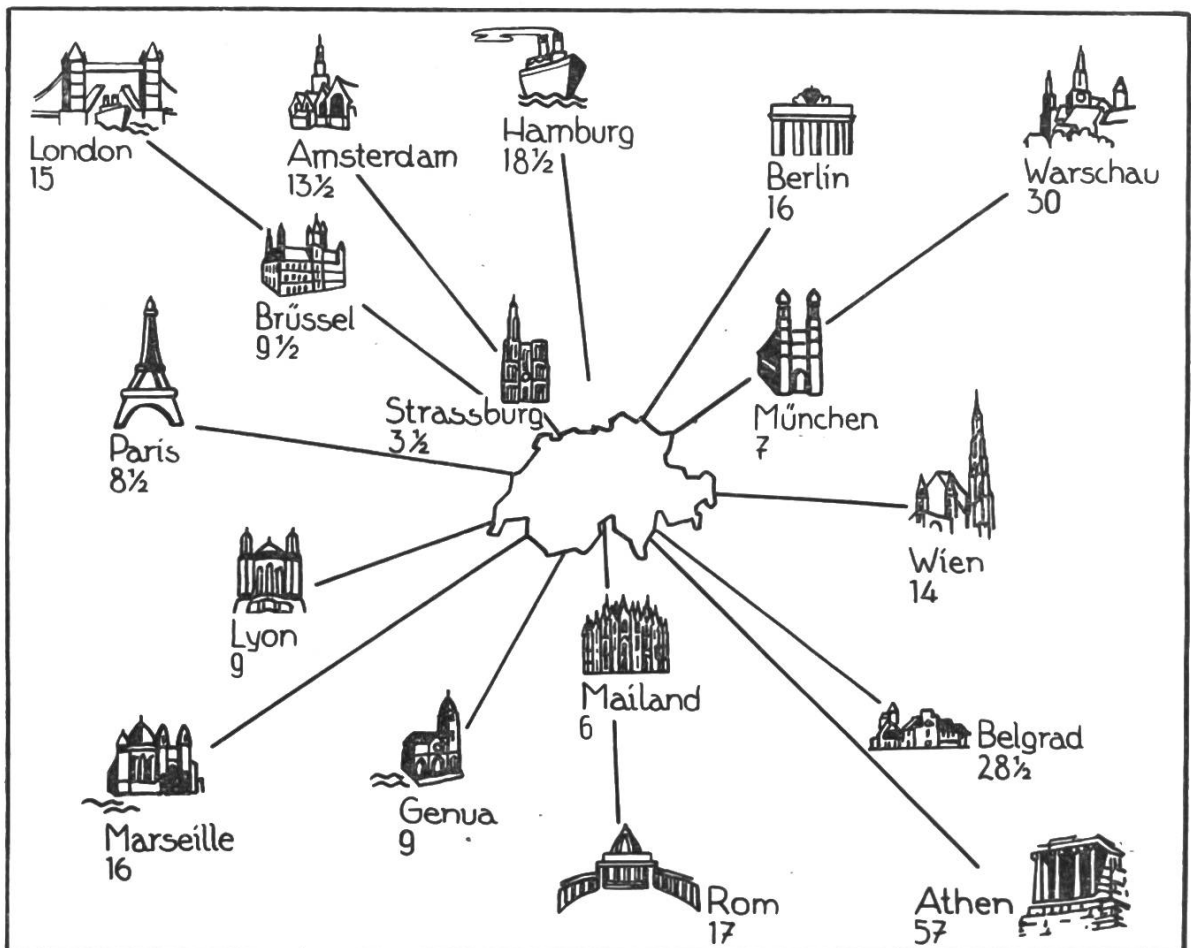 London
15
Amsterdam
13½
Hamburg
18½
Berlin
16
Warschau
30
Brüssel
9½
Strassburg
3½
München
7
Paris
8½
Wien
14
Lyon
9
Mailand
6
Belgrad
28½
Marseille
16
Genua
9
Rom
17
Athen
57